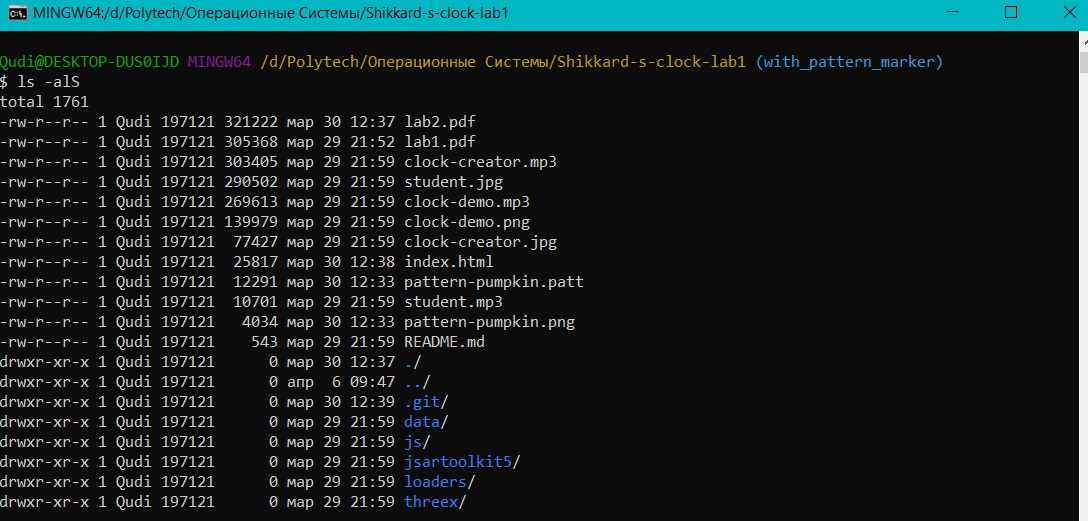 MINGW64:/d/Polytech/Операционные Системы/Shikkard-s-clock-lab1
Qudi@DESKTOP-DUS0IJD MINGW64 /d/Polytech/Операционные Системы/Shikkard-s-clock-lab1 (with_pattern_marker)
$ ls -alS
total 1761
-rw-r--r-- 1 Qudi 197121 321222 мар 30 12:37 lab2.pdf
-rw-r--r-- 1 Qudi 197121 305368 мар 29 21:52 lab1.pdf
-rw-r--r-- 1 Qudi 197121 303405 мар 29 21:59 clock-creator.mp3
-rw-r--r-- 1 Qudi 197121 290502 мар 29 21:59 student.jpg
-rw-r--r-- 1 Qudi 197121 269613 мар 29 21:59 clock-demo.mp3
-rw-r--r-- 1 Qudi 197121 139979 мар 29 21:59 clock-demo.png
-rw-r--r-- 1 Qudi 197121  77427 мар 29 21:59 clock-creator.jpg
-rw-r--r-- 1 Qudi 197121  25817 мар 30 12:38 index.html
-rw-r--r-- 1 Qudi 197121  12291 мар 30 12:33 pattern-pumpkin.patt
-rw-r--r-- 1 Qudi 197121  10701 мар 29 21:59 student.mp3
-rw-r--r-- 1 Qudi 197121   4034 мар 30 12:33 pattern-pumpkin.png
-rw-r--r-- 1 Qudi 197121    543 мар 29 21:59 README.md
drwxr-xr-x 1 Qudi 197121      0 мар 30 12:37 ./
drwxr-xr-x 1 Qudi 197121      0 апр  6 09:47 ../
drwxr-xr-x 1 Qudi 197121      0 мар 30 12:39 .git/
drwxr-xr-x 1 Qudi 197121      0 мар 29 21:59 data/
drwxr-xr-x 1 Qudi 197121      0 мар 29 21:59 js/
drwxr-xr-x 1 Qudi 197121      0 мар 29 21:59 jsartoolkit5/
drwxr-xr-x 1 Qudi 197121      0 мар 29 21:59 loaders/
drwxr-xr-x 1 Qudi 197121      0 мар 29 21:59 threex/